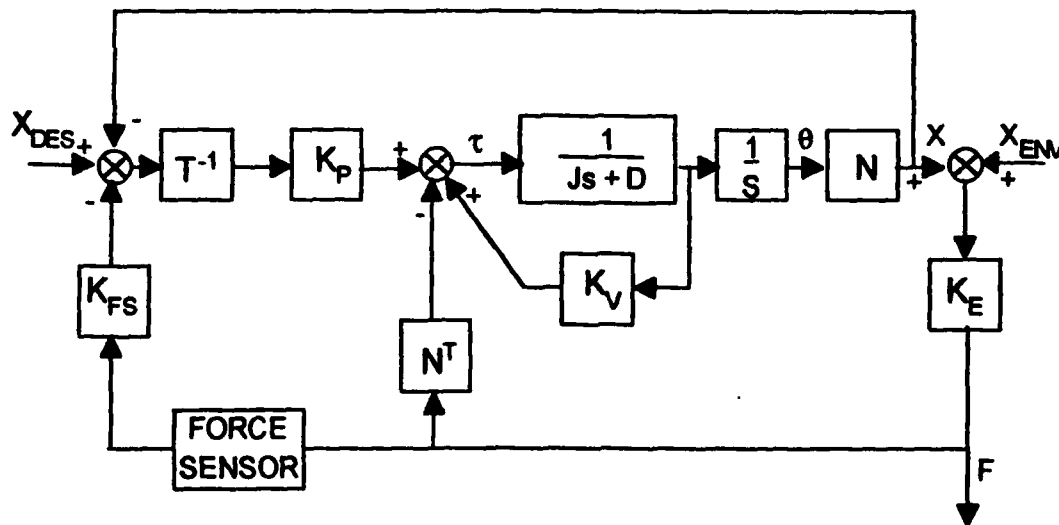 X_DES + -
-
T⁻¹
K_P
+ - +
τ
1
Js + D
1
S
θ
N
X
+
X_ENV
+
K_FS
K_V
K_E
N^T
FORCE
SENSOR
F